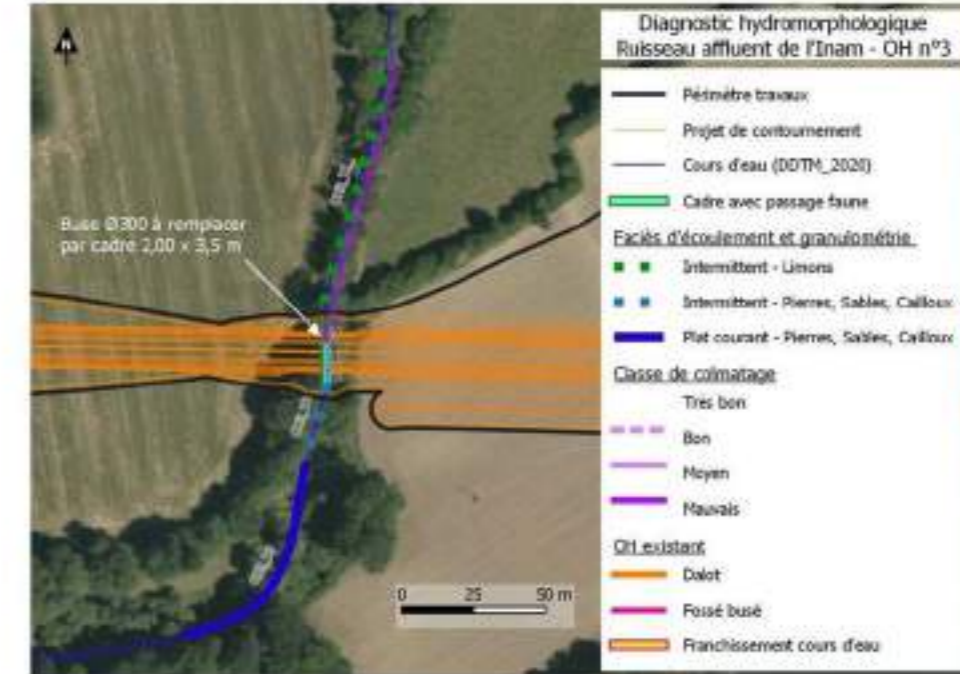 Diagnostic hydromorphologique
Ruisseau affluent de l'Inam - OH n°3
N
Périmètre travaux
Projet de contournement
Cours d'eau (DDTM_2020)
Cadre avec passage faune
Faciès d'écoulement et granulométrie
Intermittent - Limons
Intermittent - Pierres, Sables, Cailloux
Plat courant - Pierres, Sables, Cailloux
Classe de colmatage
Tres bon
Bon
Moyen
Mauvais
OH existant
Dalot
Fossé busé
Franchissement cours d'eau
Buse Ø300 à remplacer
par cadre 2,00 x 3,5 m
0 25 50 m